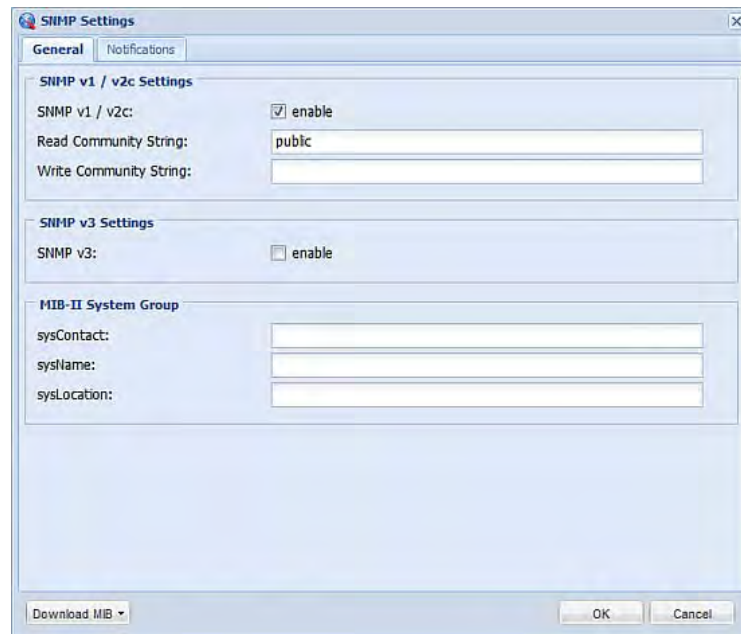 SNMP Settings
General Notifications
SNMP v1 / v2c Settings
SNMP v1 / v2c: enable
Read Community String: public
Write Community String:
SNMP v3 Settings
SNMP v3: enable
MIB-II System Group
sysContact:
sysName:
sysLocation:
Download MIB OK Cancel